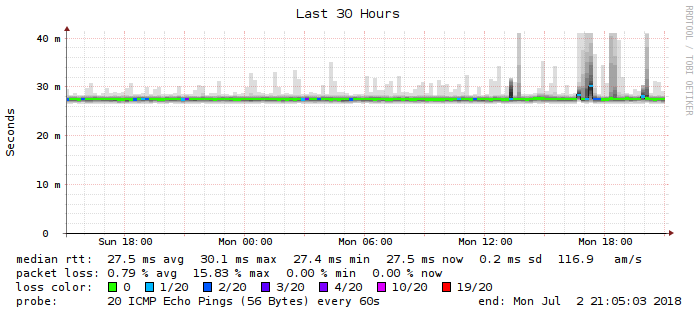 Last 30 Hours
RRDTOOL / TOBI OETIKER
Seconds
40 m
30 m
20 m
10 m
0
Sun 18:00 Mon 00:00 Mon 06:00 Mon 12:00 Mon 18:00
median rtt: 27.5 ms avg 30.1 ms max 27.4 ms min 27.5 ms now 0.2 ms sd 116.9 am/s
packet loss: 0.79 % avg 15.83 % max 0.00 % min 0.00 % now
loss color: 0 1/20 2/20 3/20 4/20 10/20 19/20
probe: 20 ICMP Echo Pings (56 Bytes) every 60s end: Mon Jul 2 21:05:03 2018